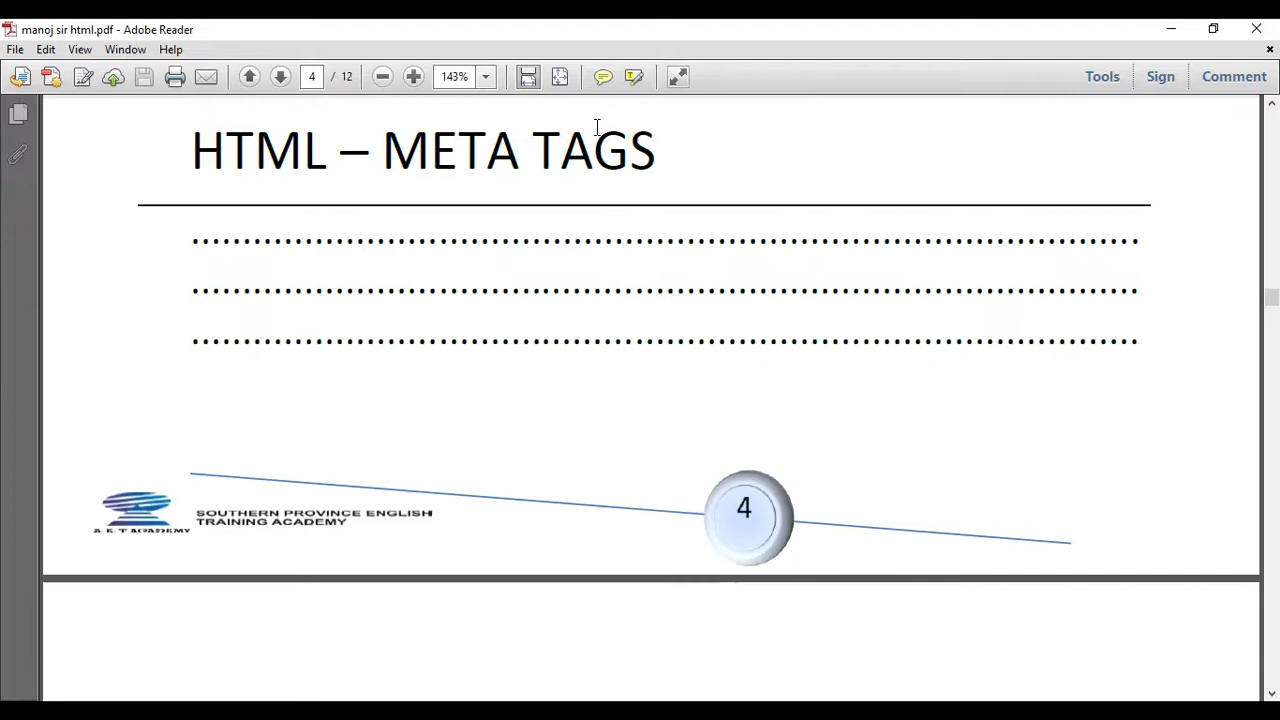 manoj sir html.pdf - Adobe Reader
File Edit View Window Help
4 / 12 143% Tools Sign Comment
HTML – META TAGS
..........................................................................................
..........................................................................................
..........................................................................................
A. E. T ACADEMY
SOUTHERN PROVINCE ENGLISH
TRAINING ACADEMY
4